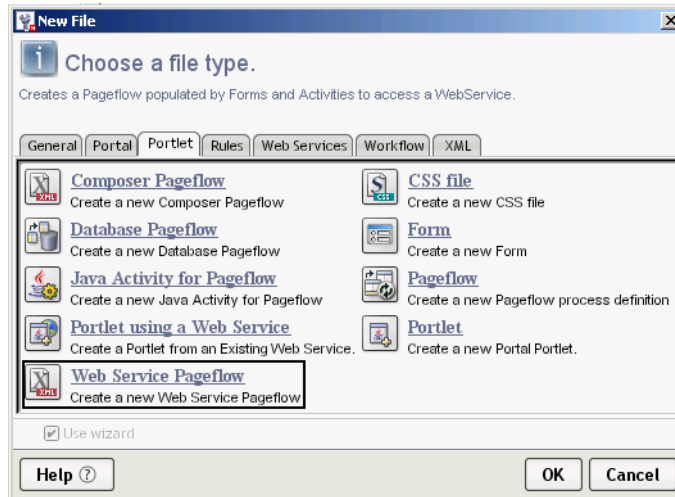 New File
Choose a file type.
Creates a Pageflow populated by Forms and Activities to access a WebService.
General Portal Portlet Rules Web Services Workflow XML
Composer Pageflow
Create a new Composer Pageflow
CSS file
Create a new CSS file
Database Pageflow
Create a new Database Pageflow
Form
Create a new Form
Java Activity for Pageflow
Create a new Java Activity for Pageflow
Pageflow
Create a new Pageflow process definition
Portlet using a Web Service
Create a Portlet from an Existing Web Service.
Portlet
Create a new Portal Portlet.
Web Service Pageflow
Create a new Web Service Pageflow
Use wizard
Help ?
OK Cancel